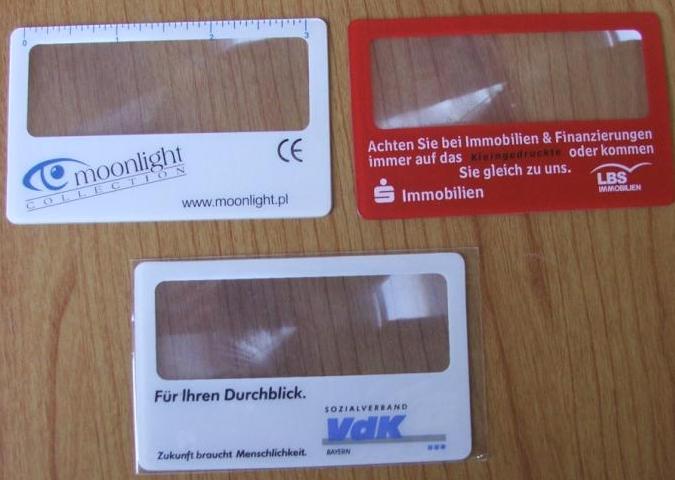 0 1 2 3
moonlight
COLLECTION
CE
www.moonlight.pl
Achten Sie bei Immobilien & Finanzierungen
immer auf das Kleingedruckte oder kommen
Sie gleich zu uns.
S Immobilien
LBS
IMMOBILIEN
Für Ihren Durchblick.
SOZIALVERBAND
VdK
BAYERN
Zukunft braucht Menschlichkeit.